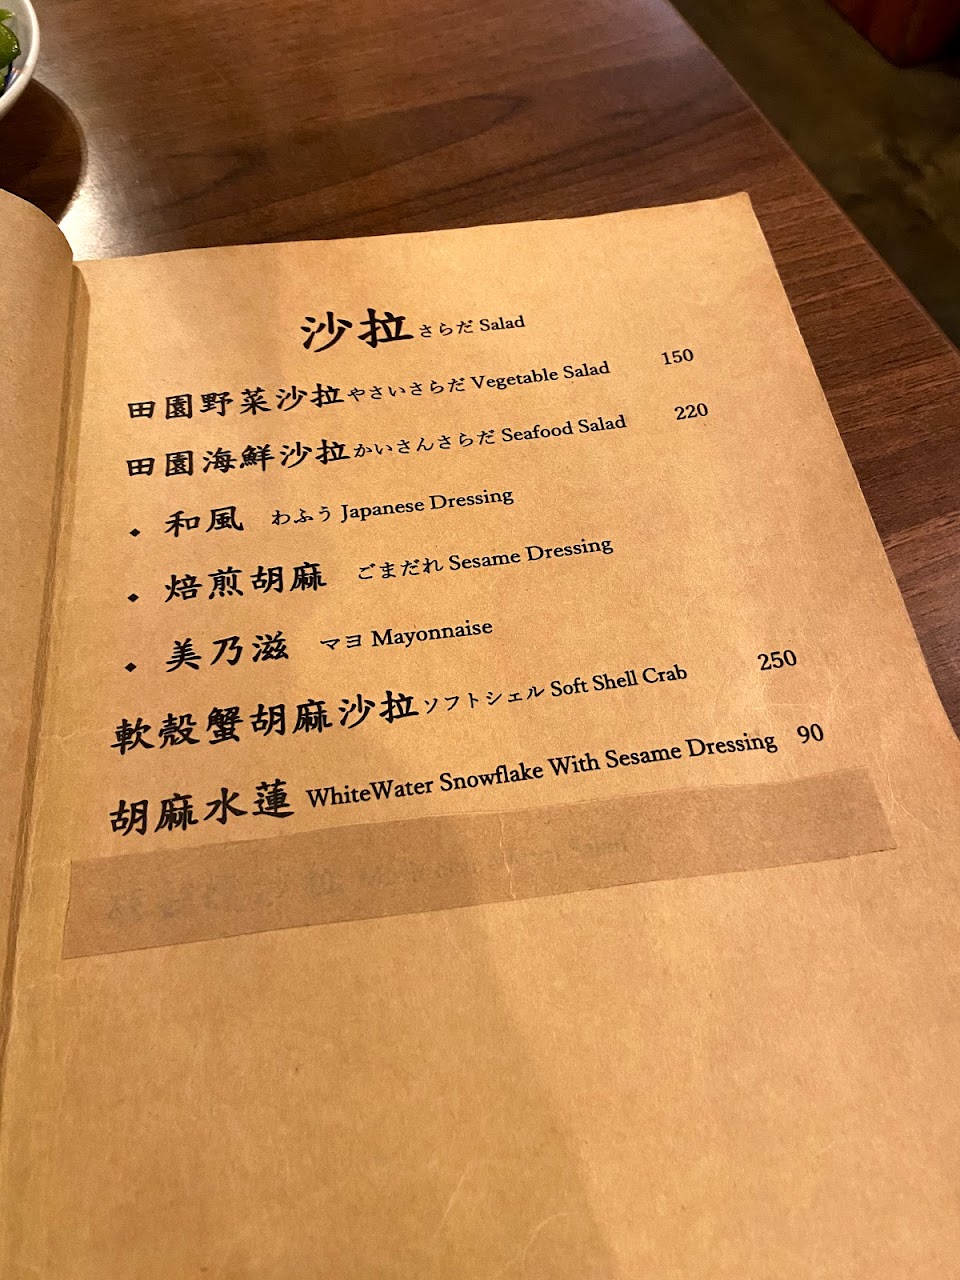 沙拉 さらだ Salad
田園野菜沙拉 やさいさらだ Vegetable Salad 150
田園海鮮沙拉 かいさんさらだ Seafood Salad 220
◆ 和風 わふう Japanese Dressing
◆ 焙煎胡麻 ごまだれ Sesame Dressing
◆ 美乃滋 マヨ Mayonnaise
軟殼蟹胡麻沙拉 ソフトシェル Soft Shell Crab 250
胡麻水蓮 WhiteWater Snowflake With Sesame Dressing 90